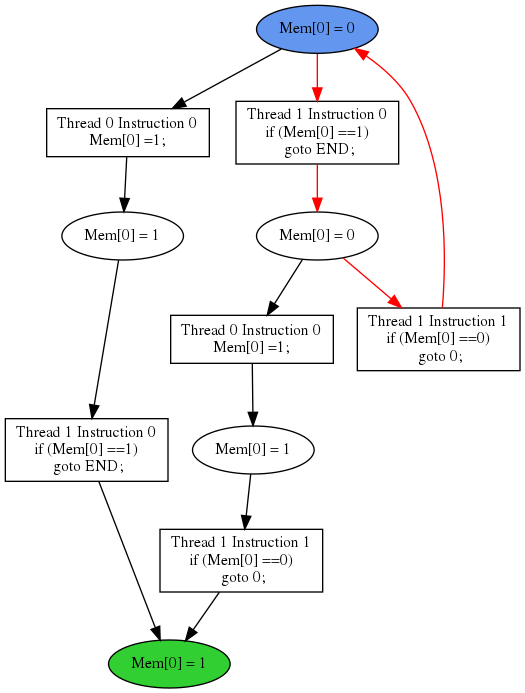 Mem[0] = 0
Thread 0 Instruction 0
Mem[0] =1;
Thread 1 Instruction 0
if (Mem[0] ==1)
goto END;
Mem[0] = 1
Mem[0] = 0
Thread 0 Instruction 0
Mem[0] =1;
Thread 1 Instruction 1
if (Mem[0] ==0)
goto 0;
Thread 1 Instruction 0
if (Mem[0] ==1)
goto END;
Mem[0] = 1
Thread 1 Instruction 1
if (Mem[0] ==0)
goto 0;
Mem[0] = 1